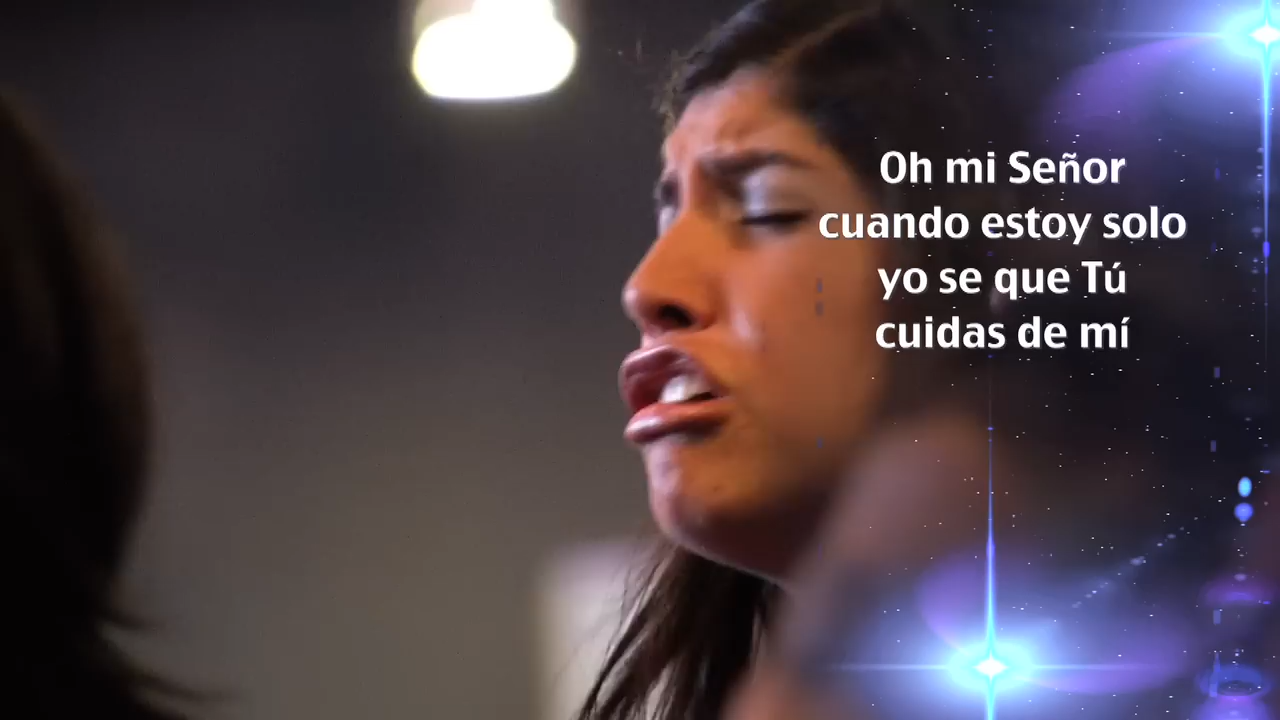 Oh mi Señor
cuando estoy solo
yo se que Tú
cuidas de mí